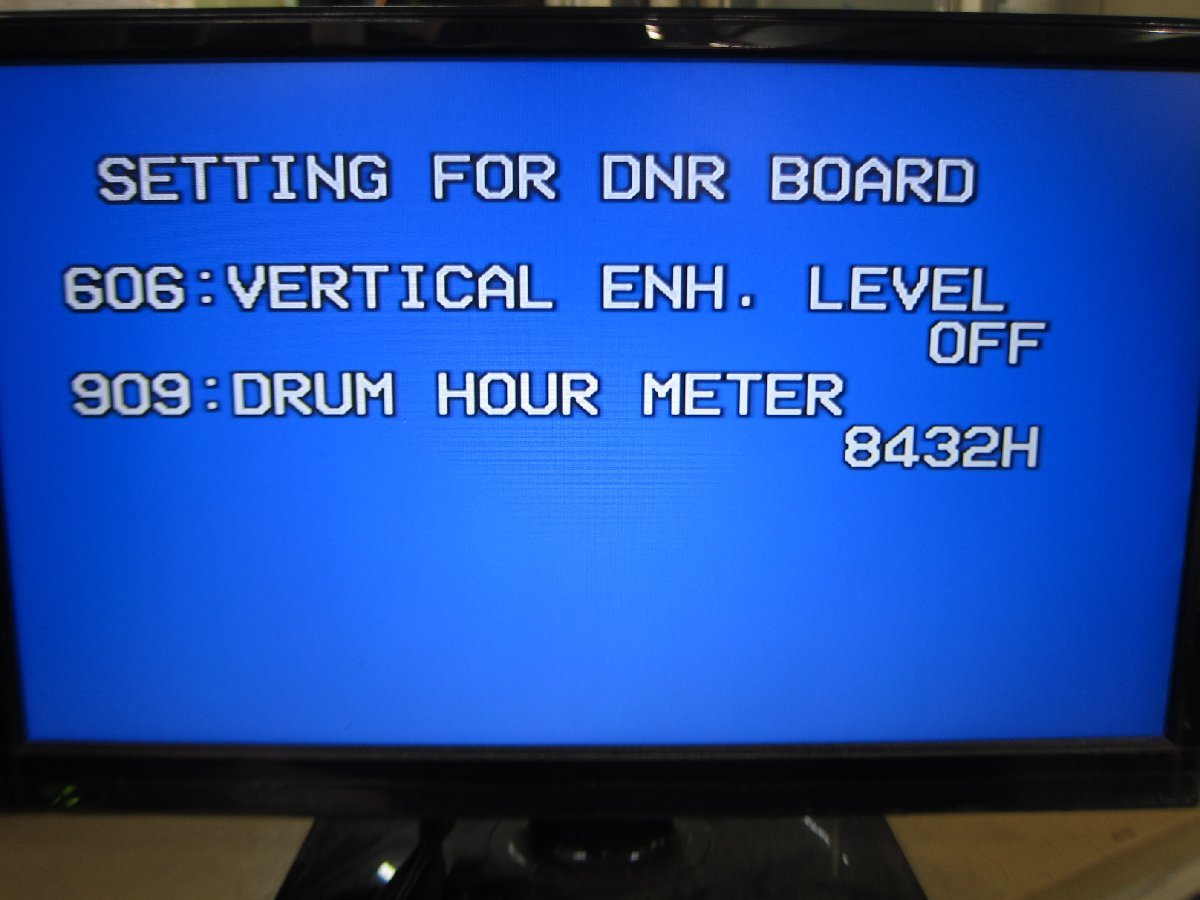 SETTING FOR DNR BOARD
606:VERTICAL ENH. LEVEL
OFF
909:DRUM HOUR METER
8432H